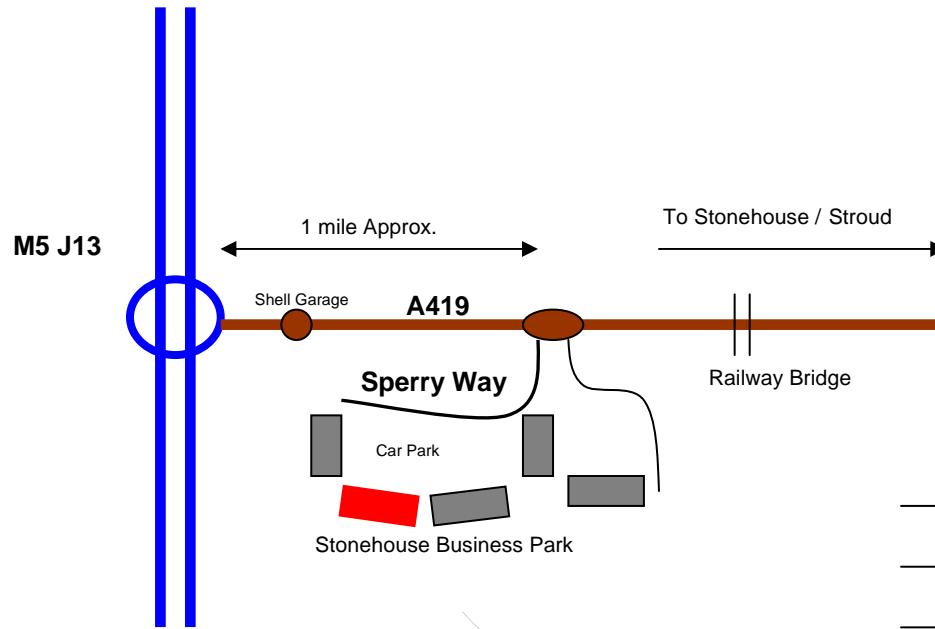 To Stonehouse / Stroud
1 mile Approx.
M5 J13
Shell Garage
A419
Railway Bridge
Sperry Way
Car Park
Stonehouse Business Park